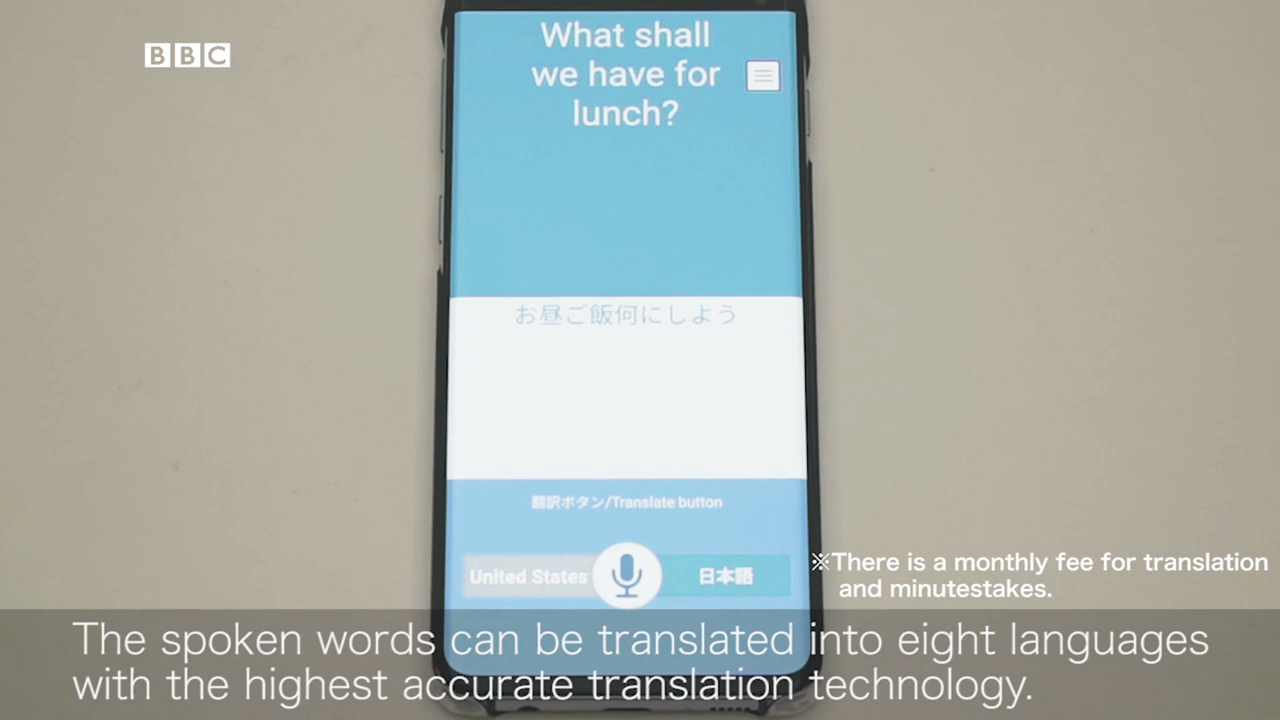 BBC
What shall
we have for
lunch?
お昼ご飯何にしよう
翻訳ボタン/Translate button
United States
日本語
※There is a monthly fee for translation
and minutestakes.
The spoken words can be translated into eight languages
with the highest accurate translation technology.